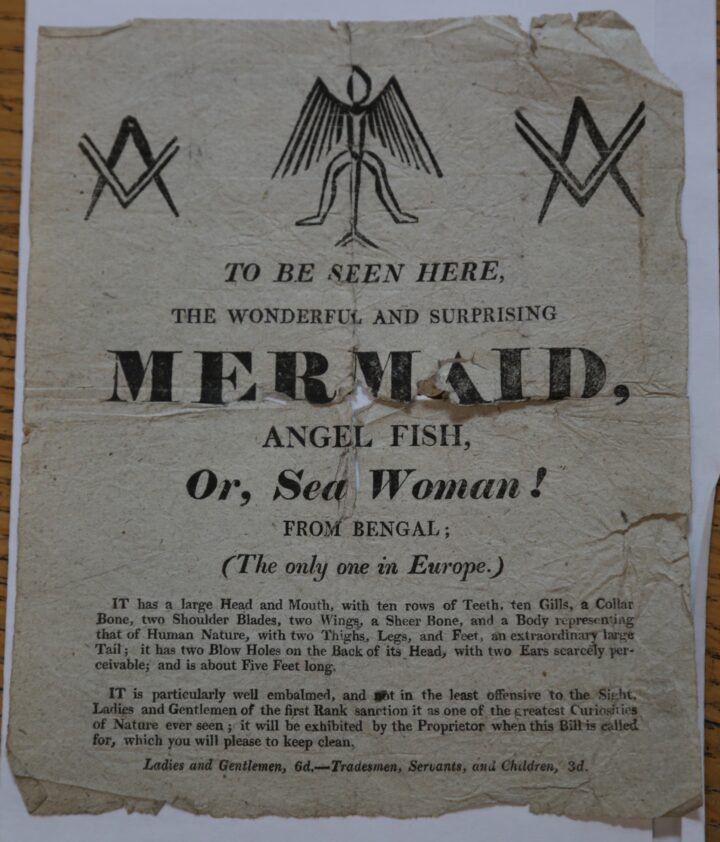 TO BE SEEN HERE,
THE WONDERFUL AND SURPRISING
MERMAID,
ANGEL FISH,
Or, Sea Woman!
FROM BENGAL;
(The only one in Europe.)
IT has a large Head and Mouth, with ten rows of Teeth, ten Gills, a Collar
Bone, two Shoulder Blades, two Wings, a Sheer Bone, and a Body representing
that of Human Nature, with two Thighs, Legs, and Feet, an extraordinary large
Tail; it has two Blow Holes on the Back of its Head, with two Ears scarcely per-
ceivable; and is about Five Feet long.
IT is particularly well embalmed, and not in the least offensive to the Sight.
Ladies and Gentlemen of the first Rank sanction it as one of the greatest Curiosities
of Nature ever seen; it will be exhibited by the Proprietor when this Bill is called
for, which you will please to keep clean.
Ladies and Gentlemen, 6d.—Tradesmen, Servants, and Children, 3d.